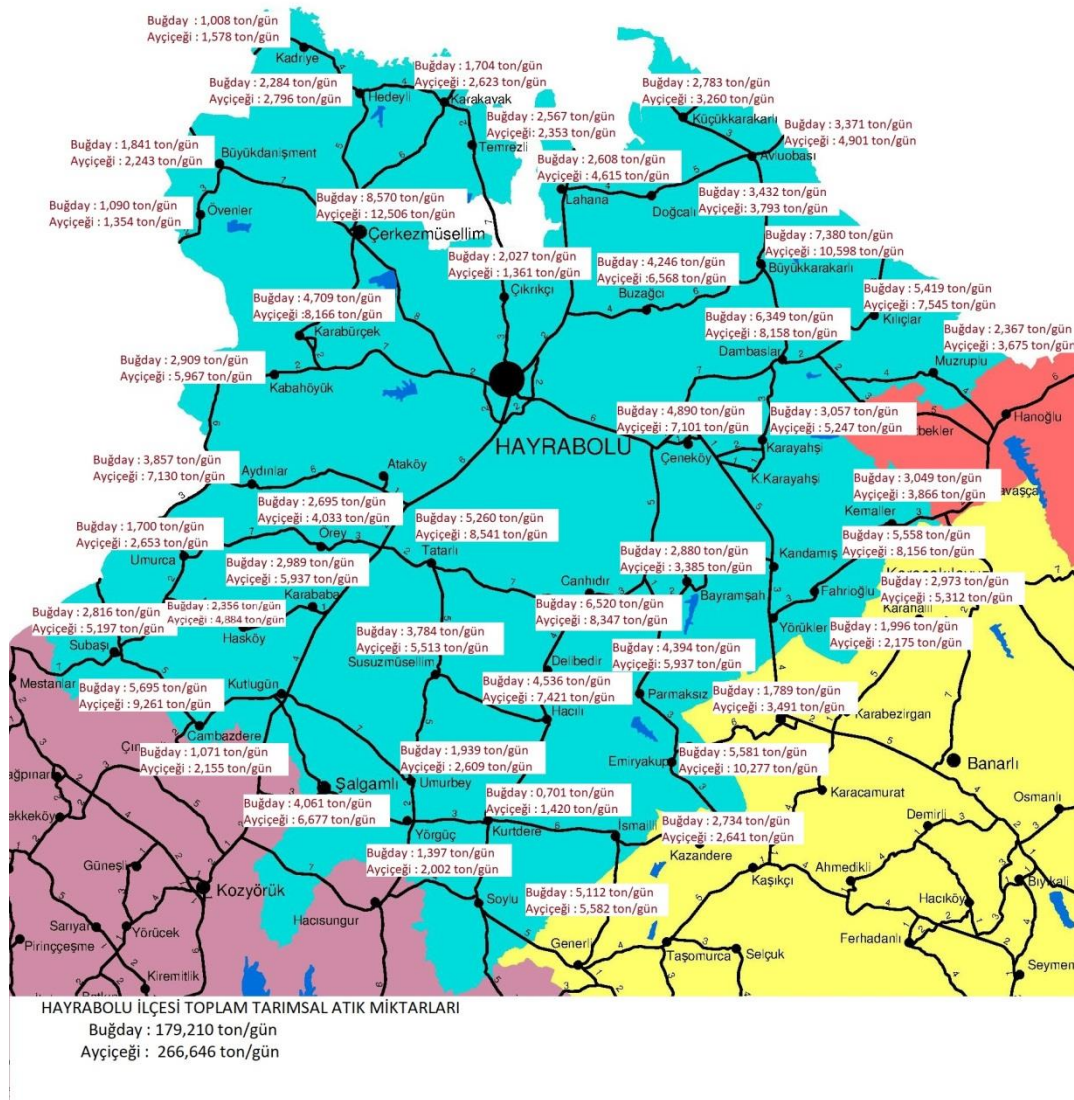 Buğday : 1,008 ton/gün
Ayçiçeği : 1,578 ton/gün
Kadriye
Buğday : 1,704 ton/gün
Ayçiçeği : 2,623 ton/gün
Karakavak
Buğday : 2,284 ton/gün
Ayçiçeği : 2,796 ton/gün
Hedeyli
Buğday : 2,783 ton/gün
Ayçiçeği : 3,260 ton/gün
Küçükkarakarlı
Buğday : 2,567 ton/gün
Ayçiçeği : 2,353 ton/gün
Temrezli
Buğday : 3,371 ton/gün
Ayçiçeği : 4,901 ton/gün
Avluobası
Buğday : 1,841 ton/gün
Ayçiçeği : 2,243 ton/gün
Büyükdanişment
Buğday : 2,608 ton/gün
Ayçiçeği : 4,615 ton/gün
Lahana
Doğcalı
Buğday : 3,432 ton/gün
Ayçiçeği : 3,793 ton/gün
Buğday : 1,090 ton/gün
Ayçiçeği : 1,354 ton/gün
Övenler
Buğday : 8,570 ton/gün
Ayçiçeği : 12,506 ton/gün
Çerkezmüsellim
Buğday : 7,380 ton/gün
Ayçiçeği : 10,598 ton/gün
Büyükkarakarlı
Buğday : 2,027 ton/gün
Ayçiçeği : 1,361 ton/gün
Çıkrıkçı
Buğday : 4,246 ton/gün
Ayçiçeği : 6,568 ton/gün
Buzağcı
Buğday : 5,419 ton/gün
Ayçiçeği : 7,545 ton/gün
Kılıçlar
Buğday : 4,709 ton/gün
Ayçiçeği : 8,166 ton/gün
Karabürçek
Buğday : 6,349 ton/gün
Ayçiçeği : 8,158 ton/gün
Dambaslar
Buğday : 2,367 ton/gün
Ayçiçeği : 3,675 ton/gün
Muzruplu
Buğday : 2,909 ton/gün
Ayçiçeği : 5,967 ton/gün
Kabahöyük
HAYRABOLU
Buğday : 4,890 ton/gün
Ayçiçeği : 7,101 ton/gün
Çeneköy
Buğday : 3,057 ton/gün
Ayçiçeği : 5,247 ton/gün
Karayahşi
K.Karayahşi
Hanoğlu
Buğday : 3,857 ton/gün
Ayçiçeği : 7,130 ton/gün
Aydınlar
Ataköy
Buğday : 3,049 ton/gün
Ayçiçeği : 3,866 ton/gün
Kemaller
Buğday : 2,695 ton/gün
Ayçiçeği : 4,033 ton/gün
Örey
Buğday : 5,260 ton/gün
Ayçiçeği : 8,541 ton/gün
Tatarlı
Buğday : 1,700 ton/gün
Ayçiçeği : 2,653 ton/gün
Umurca
Buğday : 5,558 ton/gün
Ayçiçeği : 8,156 ton/gün
Kandamış
Buğday : 2,880 ton/gün
Ayçiçeği : 3,385 ton/gün
Bayramşah
Canhıdır
Buğday : 2,989 ton/gün
Ayçiçeği : 5,937 ton/gün
Karababa
Buğday : 2,973 ton/gün
Ayçiçeği : 5,312 ton/gün
Fahrioğlu
Karanallı
Buğday : 2,816 ton/gün
Ayçiçeği : 5,197 ton/gün
Subaşı
Buğday : 2,356 ton/gün
Ayçiçeği : 4,884 ton/gün
Hasköy
Buğday : 6,520 ton/gün
Ayçiçeği : 8,347 ton/gün
Yörükler
Buğday : 1,996 ton/gün
Ayçiçeği : 2,175 ton/gün
Buğday : 3,784 ton/gün
Ayçiçeği : 5,513 ton/gün
Susuzmüsellim
Delibedir
Buğday : 4,394 ton/gün
Ayçiçeği : 5,937 ton/gün
Parmaksız
Mestanlar
Buğday : 5,695 ton/gün
Ayçiçeği : 9,261 ton/gün
Kutlugün
Buğday : 4,536 ton/gün
Ayçiçeği : 7,421 ton/gün
Hacılı
Buğday : 1,789 ton/gün
Ayçiçeği : 3,491 ton/gün
Karabezirgan
Cambazdere
Buğday : 1,071 ton/gün
Ayçiçeği : 2,155 ton/gün
Buğday : 1,939 ton/gün
Ayçiçeği : 2,609 ton/gün
Umurbey
Buğday : 5,581 ton/gün
Ayçiçeği : 10,277 ton/gün
Emiryakup
Banarlı
Şalgamlı
Buğday : 0,701 ton/gün
Ayçiçeği : 1,420 ton/gün
Kurtdere
Karacamurat
Osmanlı
Buğday : 4,061 ton/gün
Ayçiçeği : 6,677 ton/gün
Yörgüç
İsmailli
Buğday : 2,734 ton/gün
Ayçiçeği : 2,641 ton/gün
Kazandere
Demirli
Güneşli
Buğday : 1,397 ton/gün
Ayçiçeği : 2,002 ton/gün
Kaşıkçı
Ahmedikli
Bıyıkali
Kozyörük
Hacısungur
Soylu
Buğday : 5,112 ton/gün
Ayçiçeği : 5,582 ton/gün
Hacıköy
Sarıyar
Yörücek
Pirinççeşme
Generli
Taşomurca
Selçuk
Ferhadanlı
Kiremitlik
Seymen
HAYRABOLU İLÇESİ TOPLAM TARIMSAL ATIK MİKTARLARI
Buğday : 179,210 ton/gün
Ayçiçeği : 266,646 ton/gün